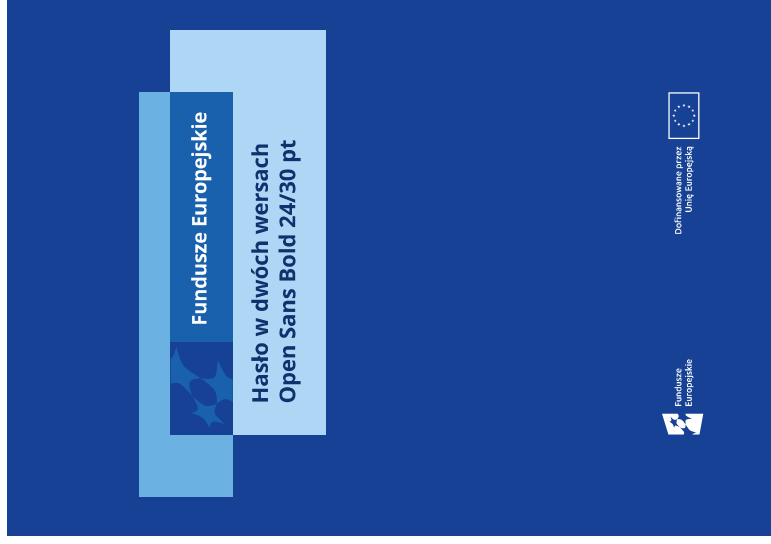 Fundusze Europejskie
Hasło w dwóch wersach
Open Sans Bold 24/30 pt
Fundusze
Europejskie
Dofinansowane przez
Unię Europejską